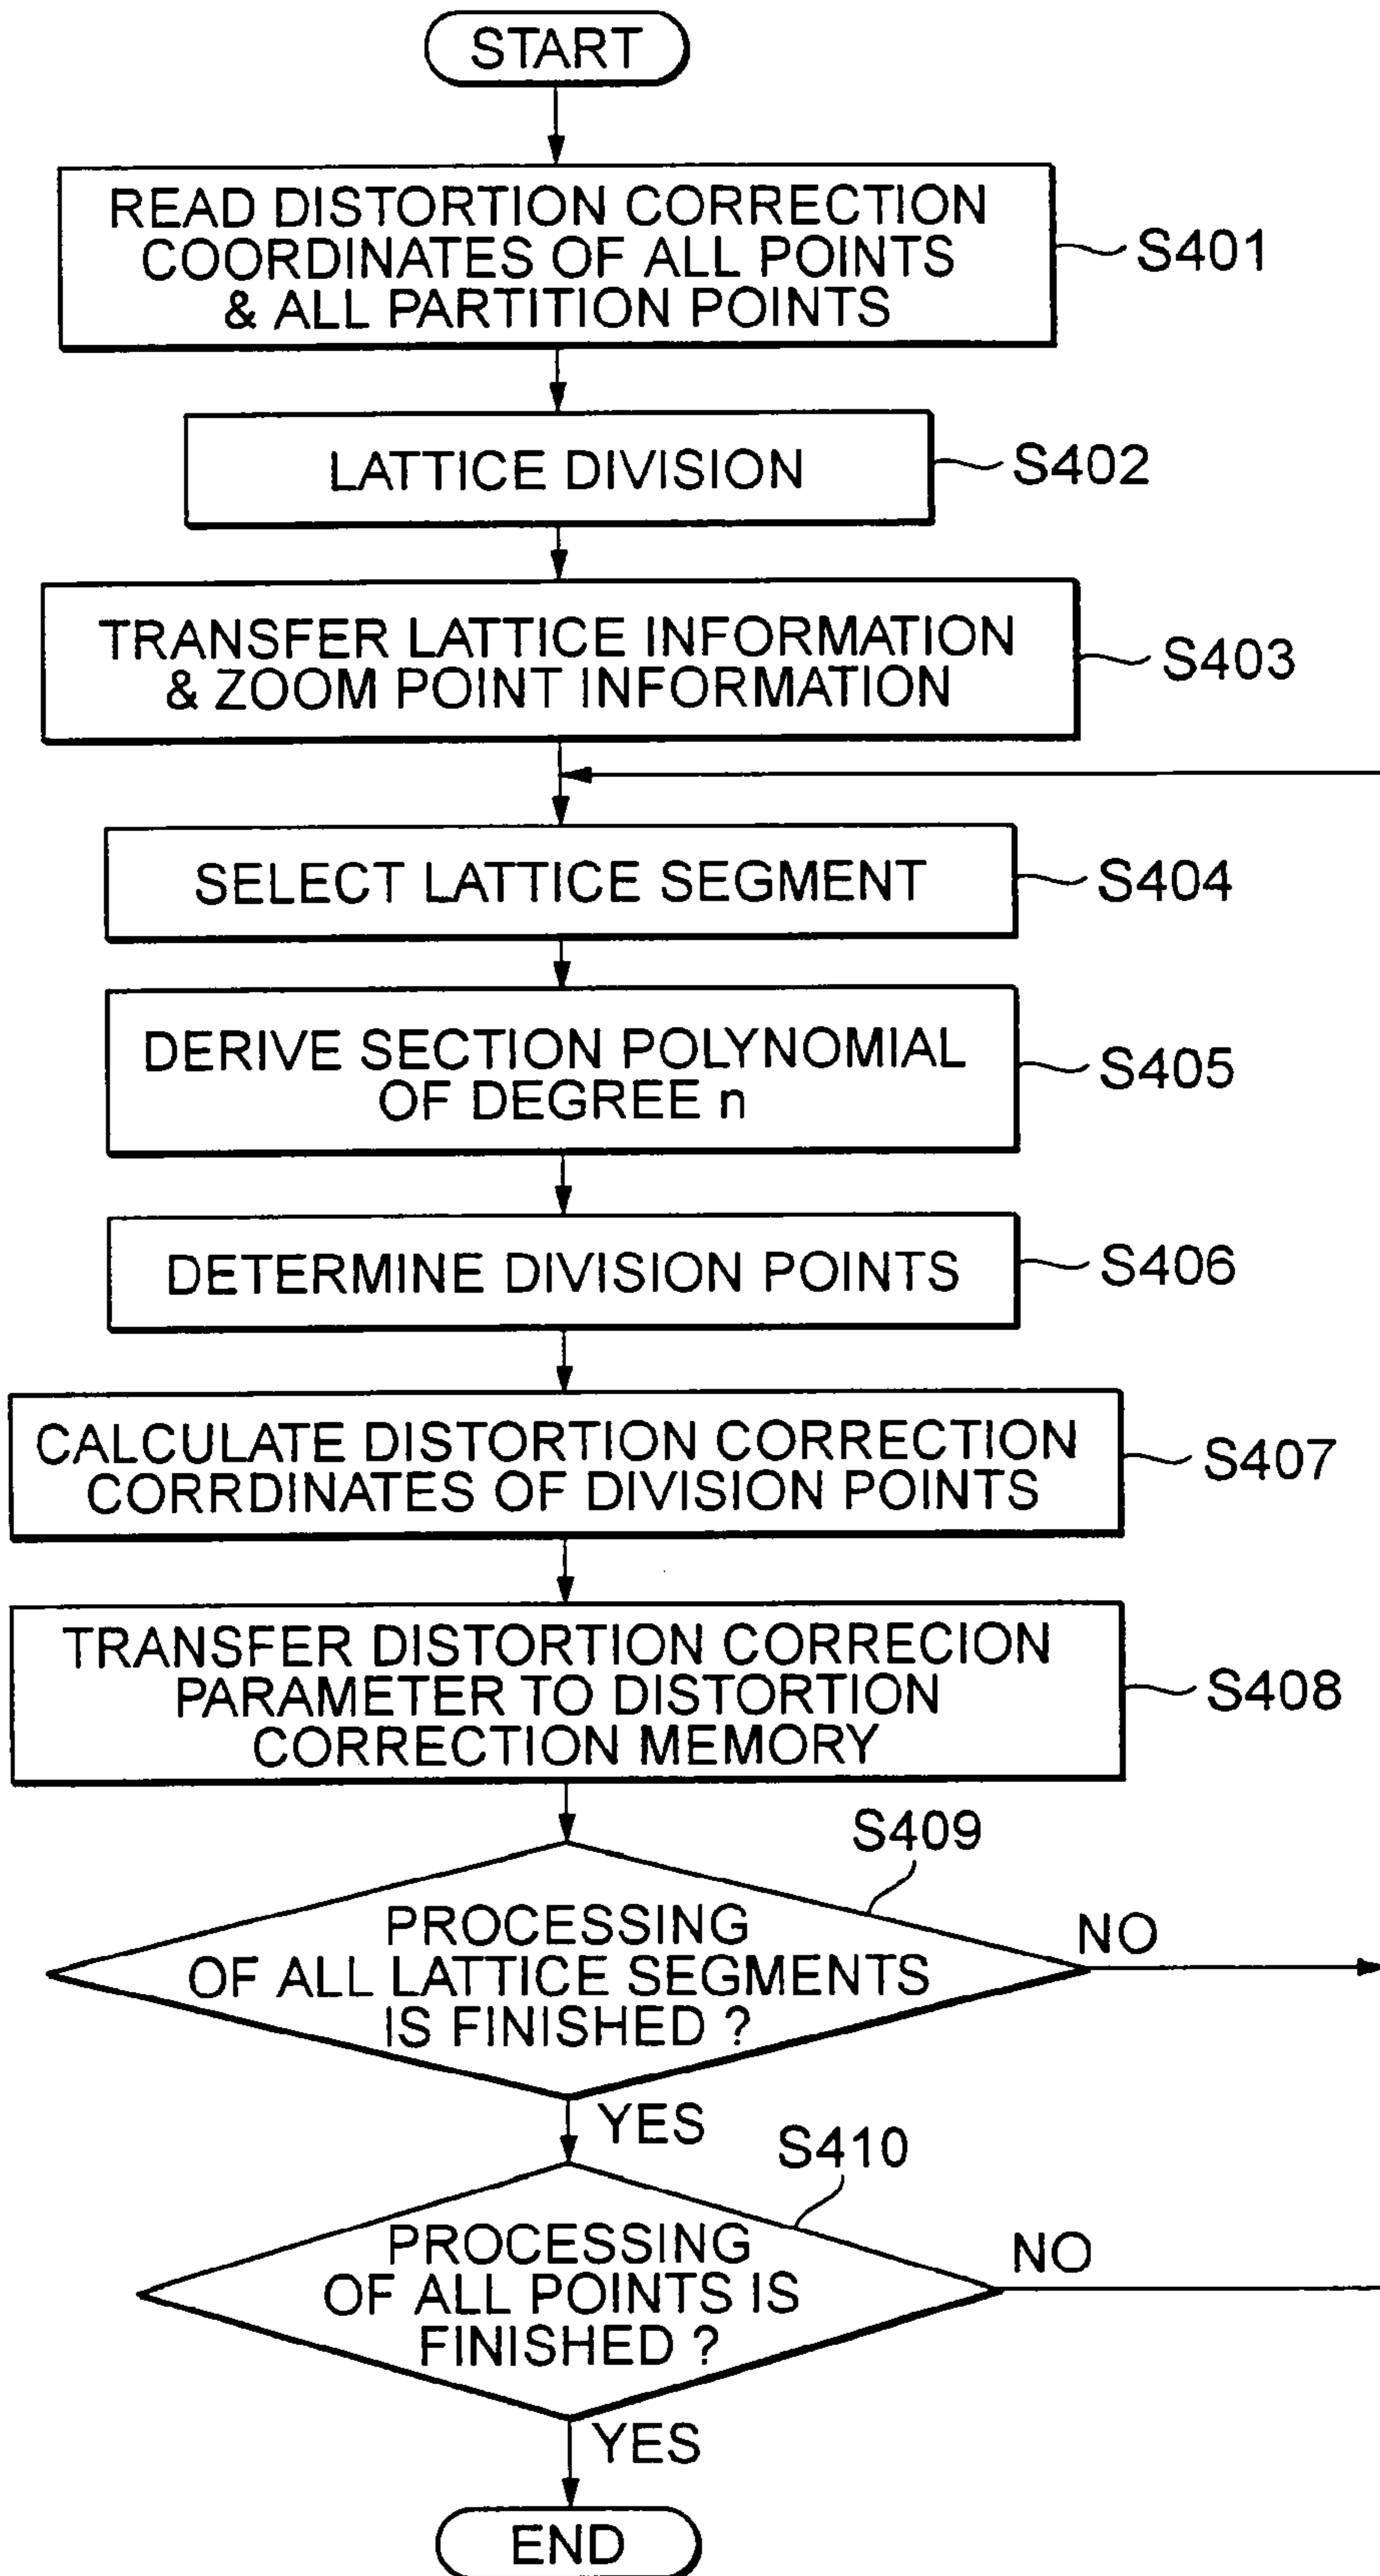 START
READ DISTORTION CORRECTION
COORDINATES OF ALL POINTS
& ALL PARTITION POINTS
S401
LATTICE DIVISION
S402
TRANSFER LATTICE INFORMATION
& ZOOM POINT INFORMATION
S403
SELECT LATTICE SEGMENT
S404
DERIVE SECTION POLYNOMIAL
OF DEGREE n
S405
DETERMINE DIVISION POINTS
S406
CALCULATE DISTORTION CORRECTION
CORRDINATES OF DIVISION POINTS
S407
TRANSFER DISTORTION CORRECION
PARAMETER TO DISTORTION
CORRECTION MEMORY
S408
S409
PROCESSING
OF ALL LATTICE SEGMENTS
IS FINISHED ?
NO
YES
S410
PROCESSING
OF ALL POINTS IS
FINISHED ?
NO
YES
END